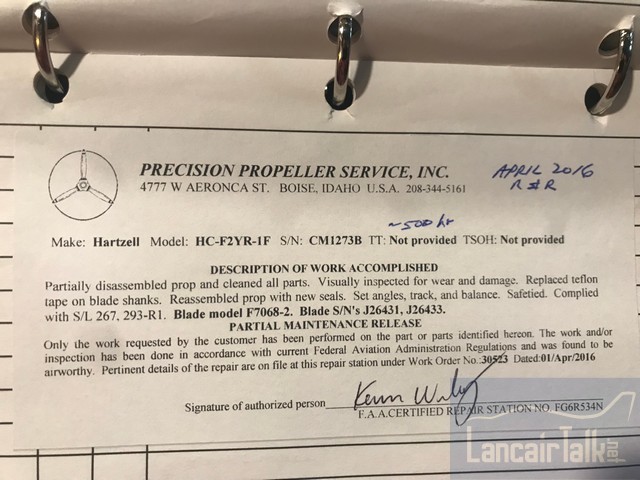 PRECISION PROPELLER SERVICE, INC.
4777 W AERONCA ST. BOISE, IDAHO U.S.A. 208-344-5161
APRIL 2016
R & R
~500 hr
Make: Hartzell Model: HC-F2YR-1F S/N: CM1273B TT: Not provided TSOH: Not provided
DESCRIPTION OF WORK ACCOMPLISHED
Partially disassembled prop and cleaned all parts. Visually inspected for wear and damage. Replaced teflon
tape on blade shanks. Reassembled prop with new seals. Set angles, track, and balance. Safetied. Complied
with S/L 267, 293-R1. Blade model F7068-2. Blade S/N's J26431, J26433.
PARTIAL MAINTENANCE RELEASE
Only the work requested by the customer has been performed on the part or parts identified hereon. The work and/or
inspection has been done in accordance with current Federal Aviation Administration Regulations and was found to be
airworthy. Pertinent details of the repair are on file at this repair station under Work Order No.:30523 Dated:01/Apr/2016
Signature of authorized person
F.A.A.CERTIFIED REPAIR STATION NO. FG6R534N
LancairTalk.net